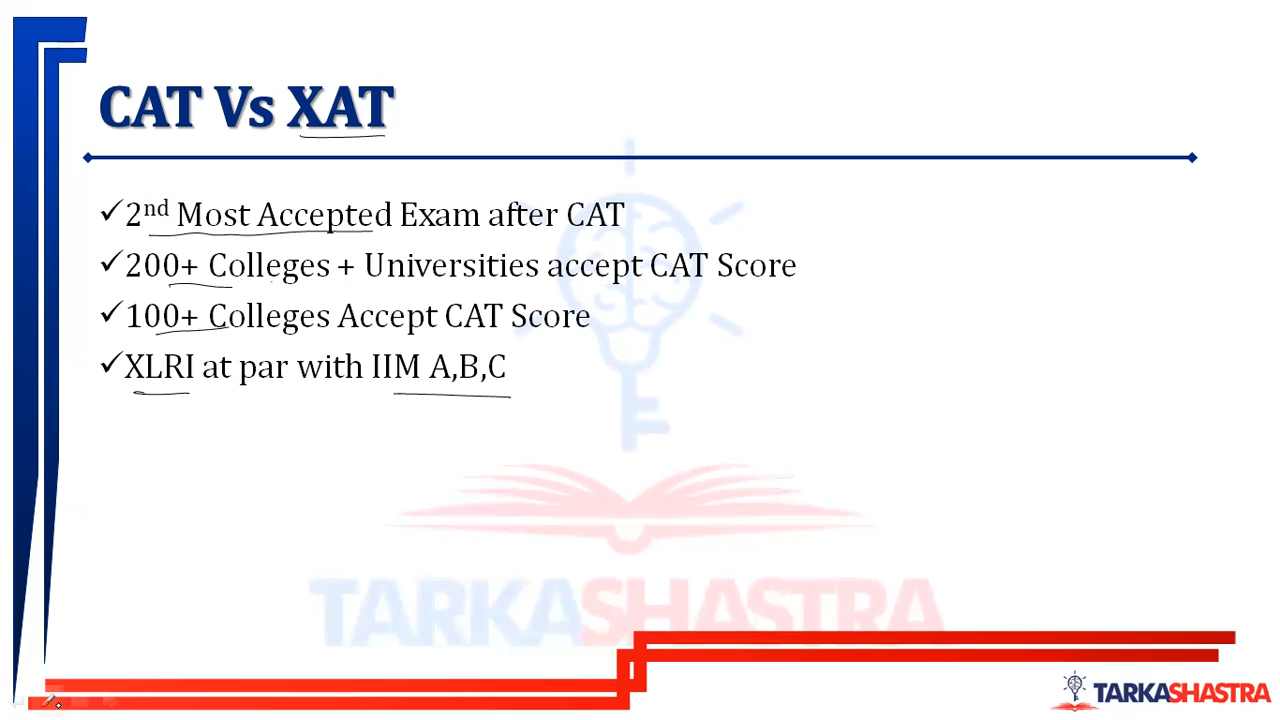 CAT Vs XAT
✓2nd Most Accepted Exam after CAT
✓200+ Colleges + Universities accept CAT Score
✓100+ Colleges Accept CAT Score
✓XLRI at par with IIM A,B,C
TARKASHASTRA
TARKASHASTRA